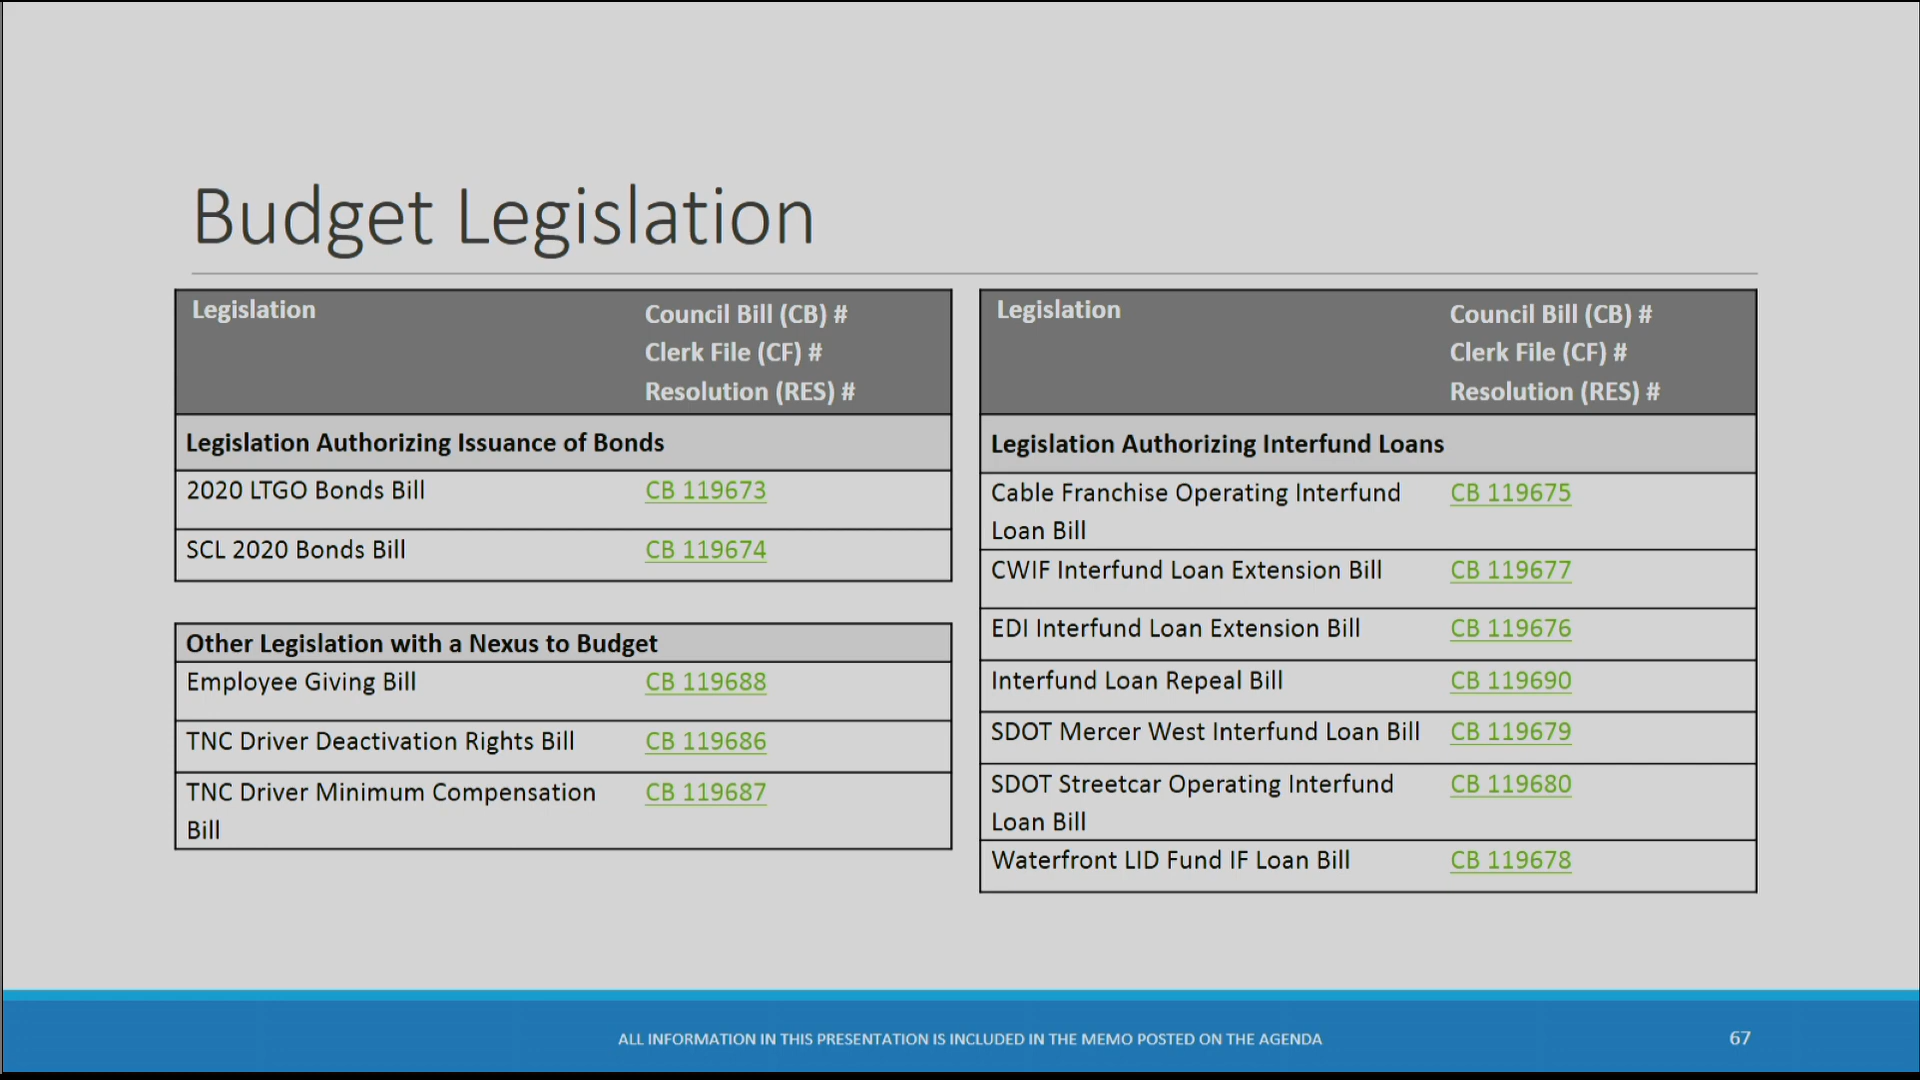 Budget Legislation
Legislation
Council Bill (CB) #
Clerk File (CF) #
Resolution (RES) #
Legislation Authorizing Issuance of Bonds
2020 LTGO Bonds Bill CB 119673
SCL 2020 Bonds Bill CB 119674
Other Legislation with a Nexus to Budget
Employee Giving Bill CB 119688
TNC Driver Deactivation Rights Bill CB 119686
TNC Driver Minimum Compensation CB 119687
Bill
Legislation
Council Bill (CB) #
Clerk File (CF) #
Resolution (RES) #
Legislation Authorizing Interfund Loans
Cable Franchise Operating Interfund CB 119675
Loan Bill
CWIF Interfund Loan Extension Bill CB 119677
EDI Interfund Loan Extension Bill CB 119676
Interfund Loan Repeal Bill CB 119690
SDOT Mercer West Interfund Loan Bill CB 119679
SDOT Streetcar Operating Interfund CB 119680
Loan Bill
Waterfront LID Fund IF Loan Bill CB 119678
ALL INFORMATION IN THIS PRESENTATION IS INCLUDED IN THE MEMO POSTED ON THE AGENDA
67